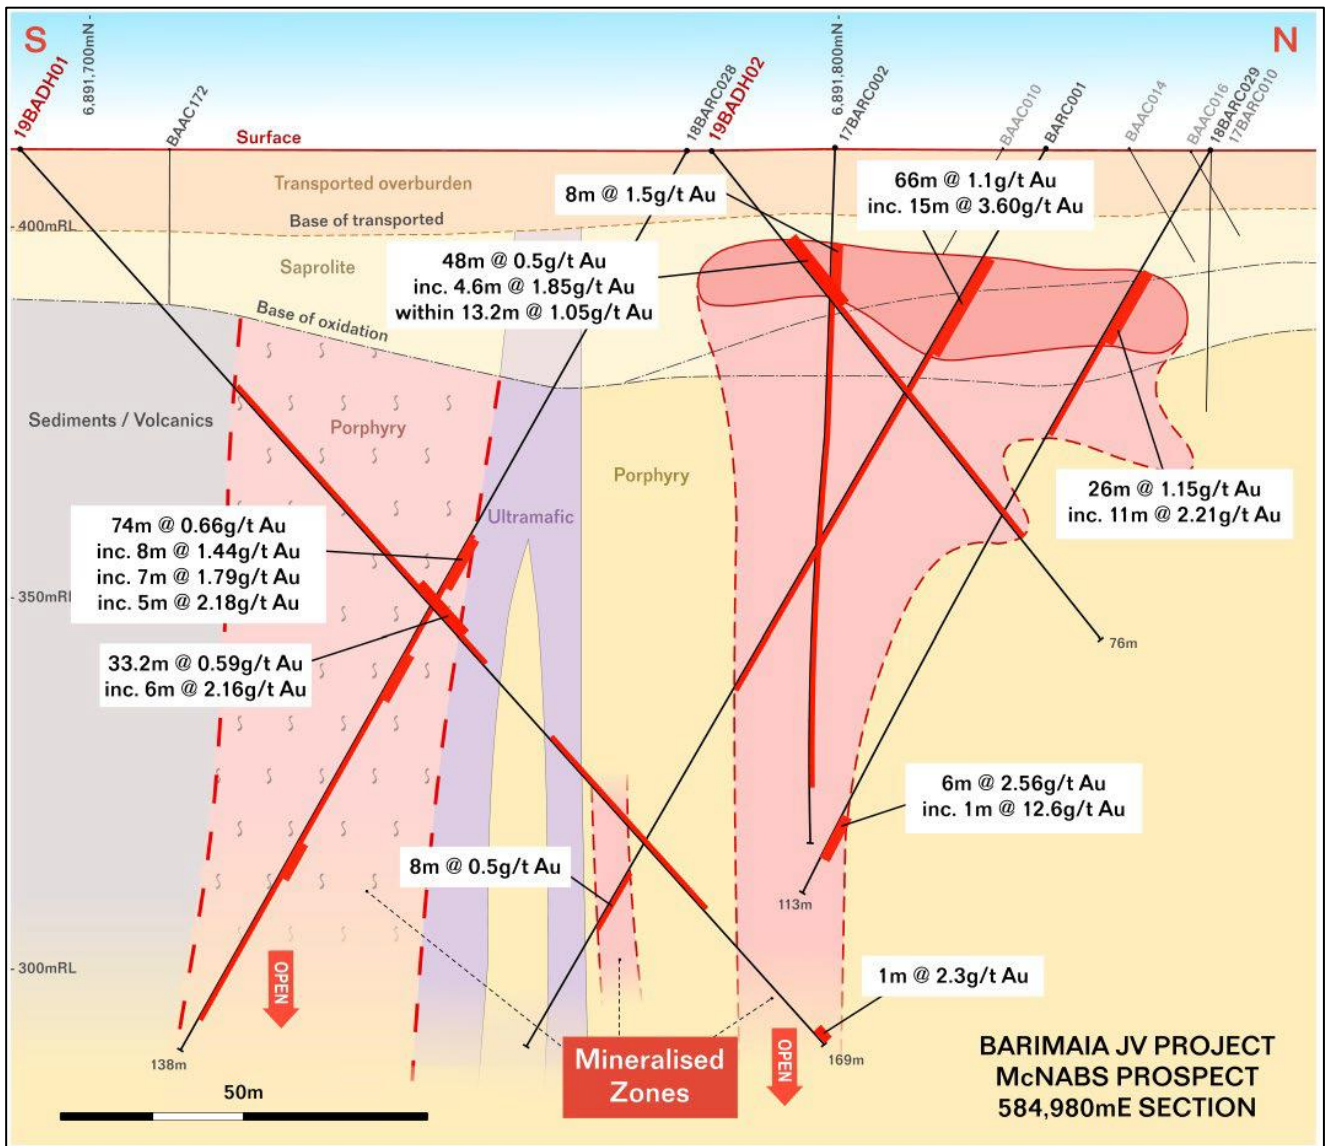 S
N
19BADH01
6,891,700mN
BAAC172
18BARC028
19BADH02
6,891,800mN
17BARC002
BAAC010
BARC001
BAAC014
BAAC016
18BARC029
17BARC010
Surface
Transported overburden
Base of transported
400mRL
Saprolite
Base of oxidation
8m @ 1.5g/t Au
66m @ 1.1g/t Au
inc. 15m @ 3.60g/t Au
48m @ 0.5g/t Au
inc. 4.6m @ 1.85g/t Au
within 13.2m @ 1.05g/t Au
Sediments / Volcanics
Porphyry
Ultramafic
Porphyry
26m @ 1.15g/t Au
inc. 11m @ 2.21g/t Au
74m @ 0.66g/t Au
inc. 8m @ 1.44g/t Au
inc. 7m @ 1.79g/t Au
inc. 5m @ 2.18g/t Au
350mRL
33.2m @ 0.59g/t Au
inc. 6m @ 2.16g/t Au
76m
6m @ 2.56g/t Au
inc. 1m @ 12.6g/t Au
8m @ 0.5g/t Au
113m
300mRL
OPEN
1m @ 2.3g/t Au
138m
Mineralised
Zones
OPEN
169m
50m
BARIMAIA JV PROJECT
McNABS PROSPECT
584,980mE SECTION